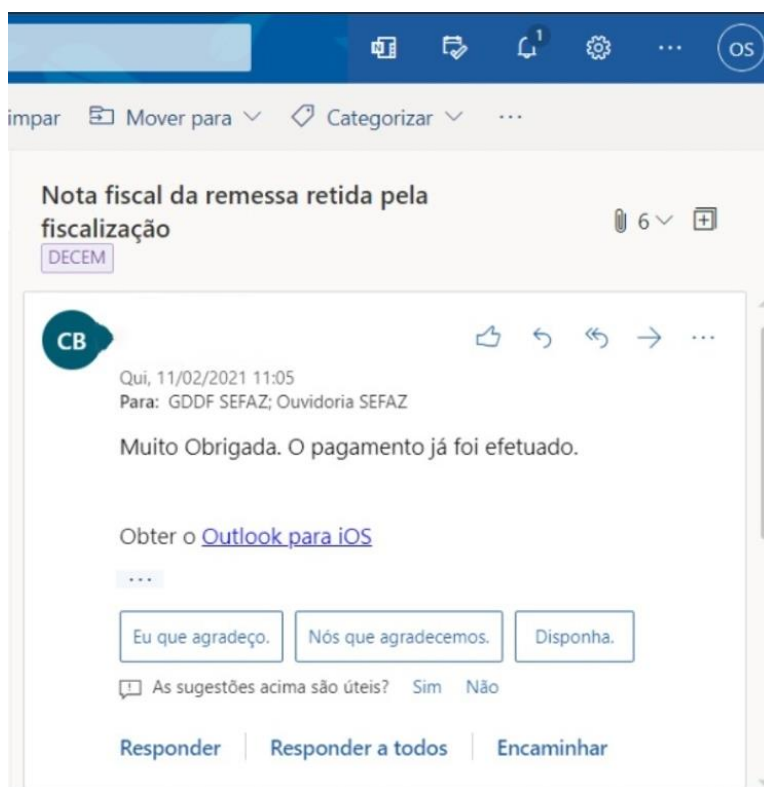 1
OS
impar Mover para Categorizar ...
Nota fiscal da remessa retida pela
fiscalização
6
DECEM
CB
Qui, 11/02/2021 11:05
Para: GDDF SEFAZ; Ouvidoria SEFAZ
Muito Obrigada. O pagamento já foi efetuado.
Obter o Outlook para iOS
...
Eu que agradeço. Nós que agradecemos. Disponha.
As sugestões acima são úteis? Sim Não
Responder Responder a todos Encaminhar